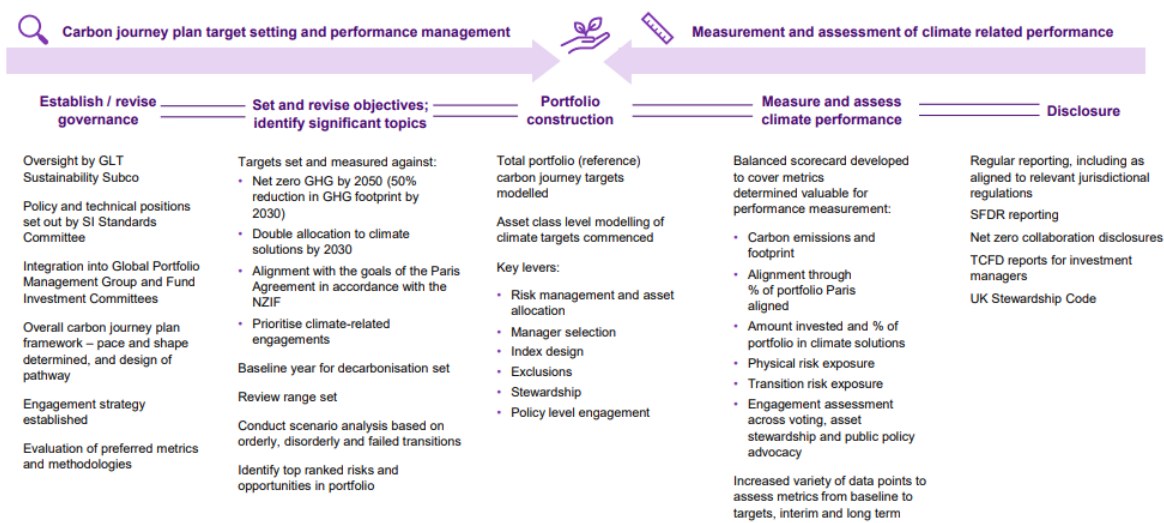 Carbon journey plan target setting and performance management
Measurement and assessment of climate related performance
Establish / revise
governance
Set and revise objectives;
identify significant topics
Portfolio
construction
Measure and assess
climate performance
Disclosure
Oversight by GLT
Sustainability Subco
Policy and technical positions
set out by SI Standards
Committee
Integration into Global Portfolio
Management Group and Fund
Investment Committees
Overall carbon journey plan
framework – pace and shape
determined, and design of
pathway
Engagement strategy
established
Evaluation of preferred metrics
and methodologies
Targets set and measured against:
• Net zero GHG by 2050 (50%
reduction in GHG footprint by
2030)
• Double allocation to climate
solutions by 2030
• Alignment with the goals of the Paris
Agreement in accordance with the
NZIF
• Prioritise climate-related
engagements
Baseline year for decarbonisation set
Review range set
Conduct scenario analysis based on
orderly, disorderly and failed transitions
Identify top ranked risks and
opportunities in portfolio
Total portfolio (reference)
carbon journey targets
modelled
Asset class level modelling of
climate targets commenced
Key levers:
• Risk management and asset
allocation
• Manager selection
• Index design
• Exclusions
• Stewardship
• Policy level engagement
Balanced scorecard developed
to cover metrics
determined valuable for
performance measurement:
• Carbon emissions and
footprint
• Alignment through
% of portfolio Paris
aligned
• Amount invested and % of
portfolio in climate solutions
• Physical risk exposure
• Transition risk exposure
• Engagement assessment
across voting, asset
stewardship and public policy
advocacy
Increased variety of data points to
assess metrics from baseline to
targets, interim and long term
Regular reporting, including as
aligned to relevant jurisdictional
regulations
SFDR reporting
Net zero collaboration disclosures
TCFD reports for investment
managers
UK Stewardship Code